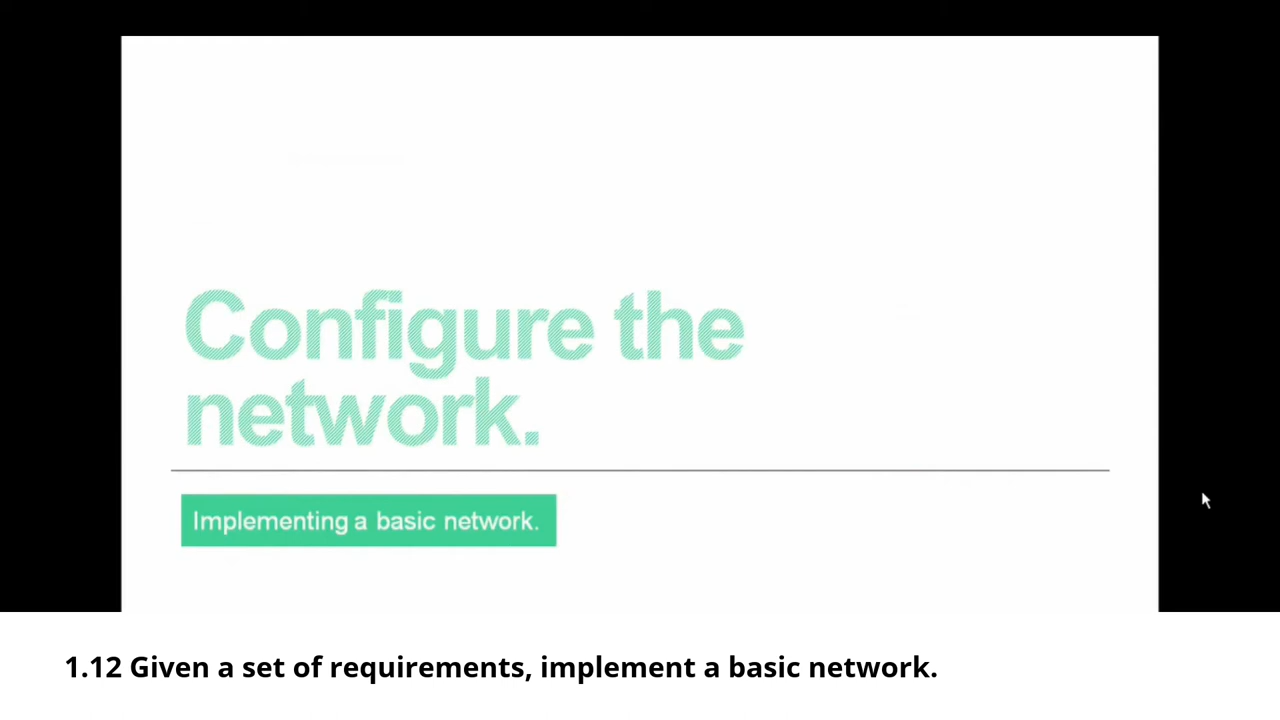 Configure the
network.
Implementing a basic network.
1.12 Given a set of requirements, implement a basic network.